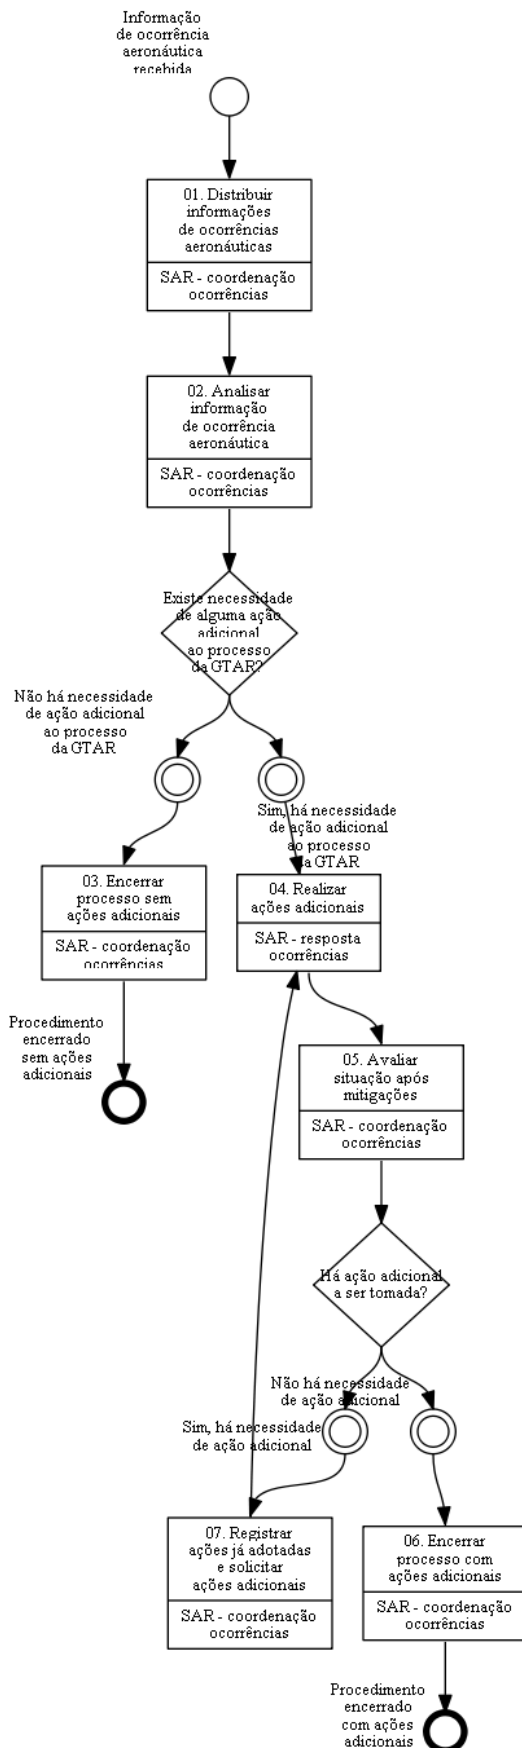 Informação
de ocorrência
aeronáutica
recebida
01. Distribuir
informações
de ocorrências
aeronáuticas
SAR - coordenação
ocorrências
02. Analisar
informação
de ocorrência
aeronáutica
SAR - coordenação
ocorrências
Existe necessidade
de alguma ação
adicional
ao processo
da GTAR?
Não há necessidade
de ação adicional
ao processo
da GTAR
Sim, há necessidade
de ação adicional
ao processo
da GTAR
03. Encerrar
processo sem
ações adicionais
SAR - coordenação
ocorrências
04. Realizar
ações adicionais
SAR - resposta
ocorrências
Procedimento
encerrado
sem ações
adicionais
05. Avaliar
situação após
mitigações
SAR - coordenação
ocorrências
Há ação adicional
a ser tomada?
Não há necessidade
de ação adicional
Sim, há necessidade
de ação adicional
07. Registrar
ações já adotadas
e solicitar
ações adicionais
SAR - coordenação
ocorrências
06. Encerrar
processo com
ações adicionais
SAR - coordenação
ocorrências
Procedimento
encerrado
com ações
adicionais